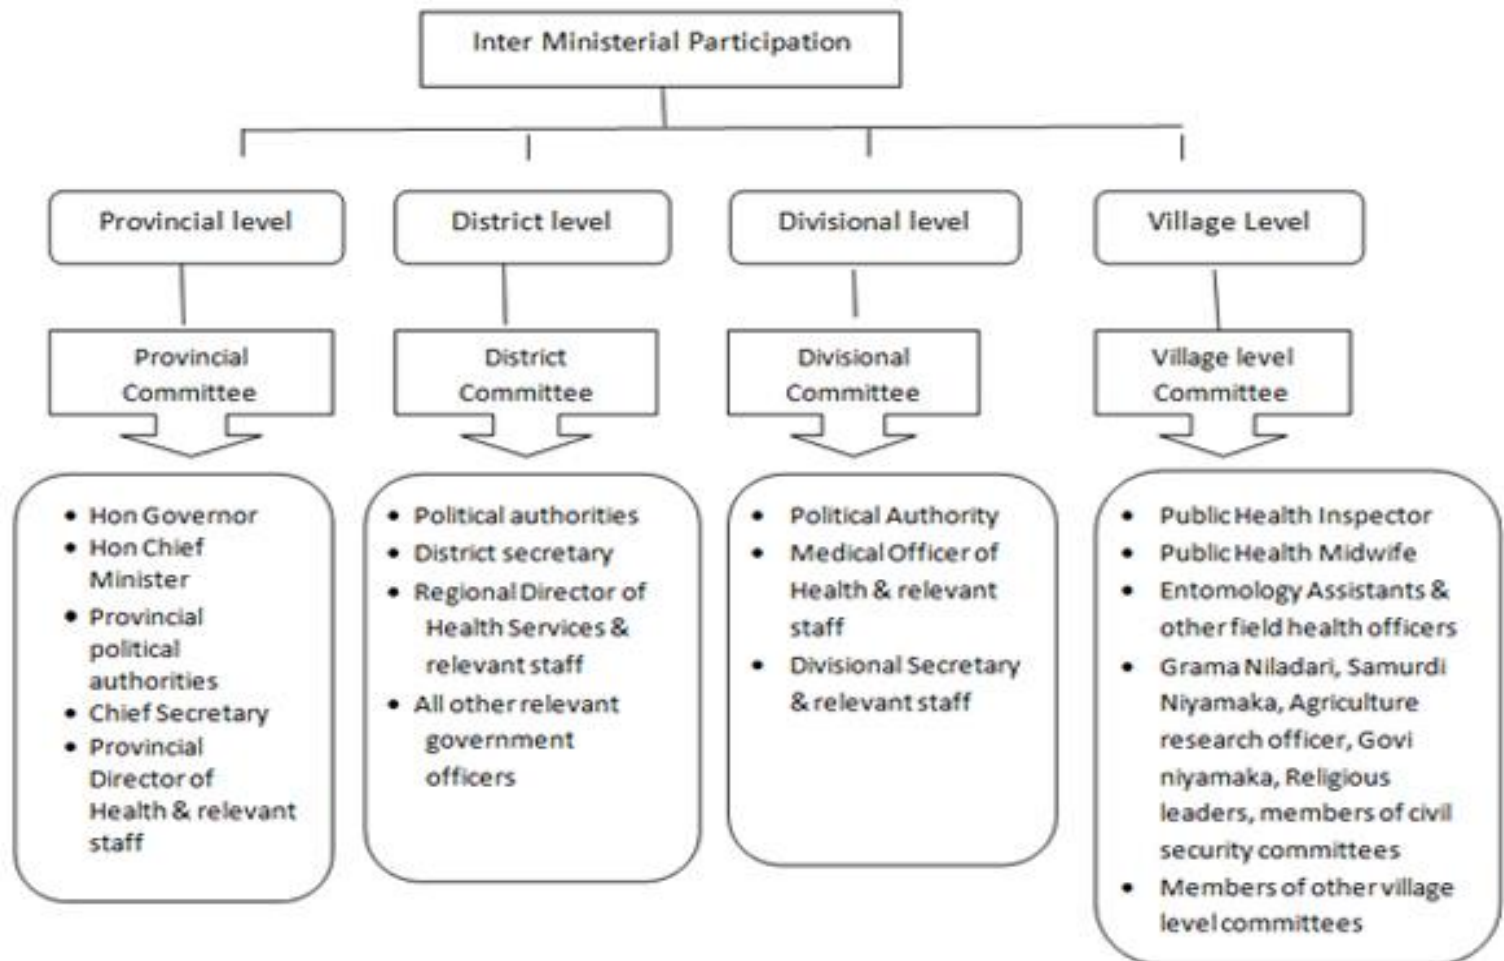 Inter Ministerial Participation
Provincial level
District level
Divisional level
Village Level
Provincial
Committee
District
Committee
Divisional
Committee
Village level
Committee
• Hon Governor
• Hon Chief
Minister
• Provincial
political
authorities
• Chief Secretary
• Provincial
Director of
Health & relevant
staff
• Political authorities
• District secretary
• Regional Director of
Health Services &
relevant staff
• All other relevant
government
officers
• Political Authority
• Medical Officer of
Health & relevant
staff
• Divisional Secretary
& relevant staff
• Public Health Inspector
• Public Health Midwife
• Entomology Assistants &
other field health officers
• Grama Niladari, Samurdi
Niyamaka, Agriculture
research officer, Govi
niyamaka, Religious
leaders, members of civil
security committees
• Members of other village
level committees